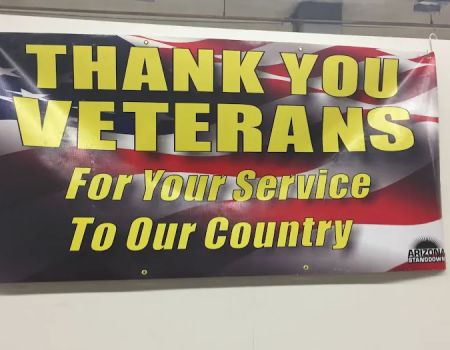 THANK YOU
VETERANS
For Your Service
To Our Country
ARIZONA
STANDDOWN